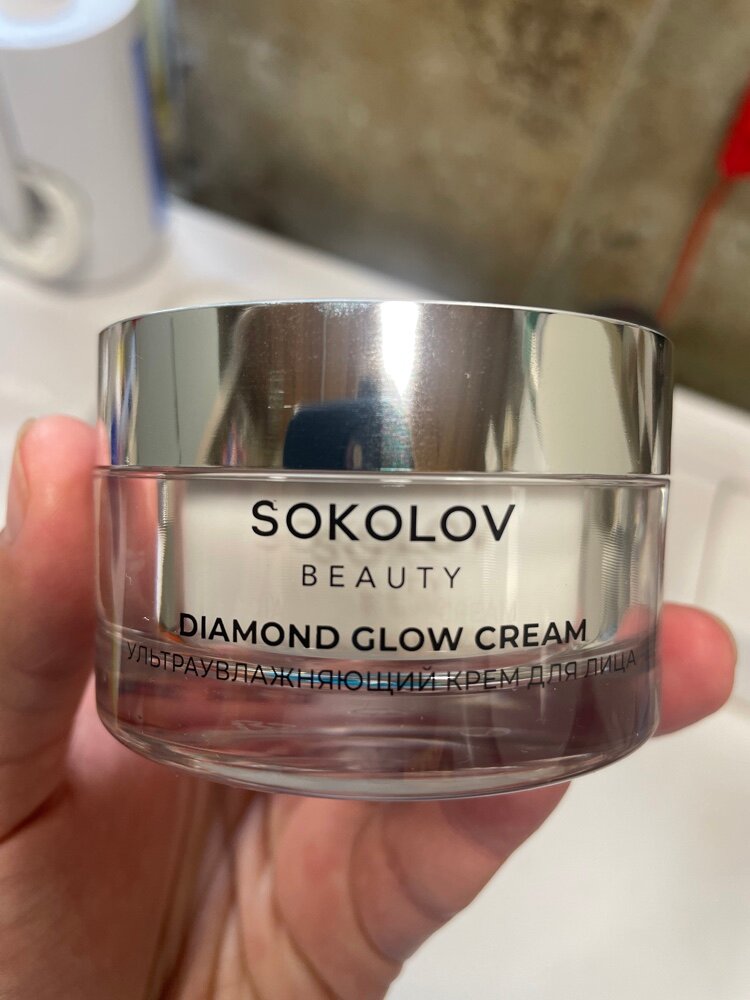 SOKOLOV
BEAUTY
DIAMOND GLOW CREAM
УЛЬТРАУВЛАЖНЯЮЩИЙ КРЕМ ДЛЯ ЛИЦА